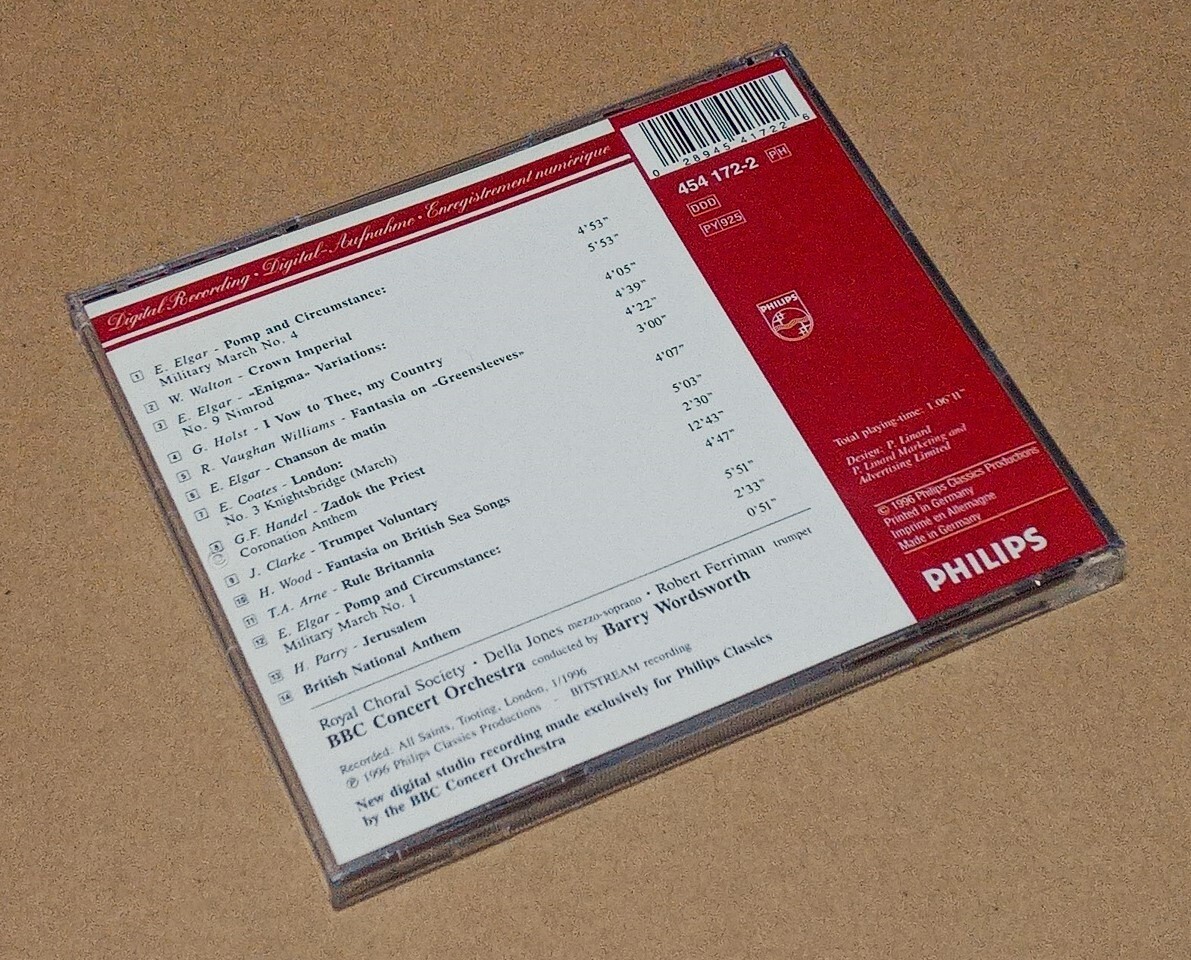 Digital Recording • Digital-Aufnahme • Enregistrement numérique
1 E. Elgar - Pomp and Circumstance:
Military March No. 4 4'53"
2 W. Walton - Crown Imperial 5'53"
3 E. Elgar - «Enigma» Variations:
No. 9 Nimrod 4'05"
4 G. Holst - I Vow to Thee, my Country 4'39"
5 R. Vaughan Williams - Fantasia on «Greensleeves» 4'22"
6 E. Elgar - Chanson de matin 3'00"
7 E. Coates - London:
No. 3 Knightsbridge (March) 4'07"
8 G.F. Handel - Zadok the Priest
Coronation Anthem 5'03"
9 J. Clarke - Trumpet Voluntary 2'30"
10 H. Wood - Fantasia on British Sea Songs 12'43"
11 T.A. Arne - Rule Britannia 4'47"
12 E. Elgar - Pomp and Circumstance:
Military March No. 1 5'51"
13 H. Parry - Jerusalem 2'33"
14 British National Anthem 0'51"
Royal Choral Society • Della Jones mezzo-soprano • Robert Ferriman trumpet
BBC Concert Orchestra conducted by Barry Wordsworth
Recorded: All Saints, Tooting, London, 1/1996
℗ 1996 Philips Classics Productions - BITSTREAM recording
New digital studio recording made exclusively for Philips Classics
by the BBC Concert Orchestra
0 28945 41722 6
454 172-2 PH
DDD
PY 925
PHILIPS
Total playing-time: 1.06'11"
Design: P. Linard
P. Linard Marketing and
Advertising Limited
© 1996 Philips Classics Productions
Printed in Germany
Imprimé en Allemagne
Made in Germany
PHILIPS